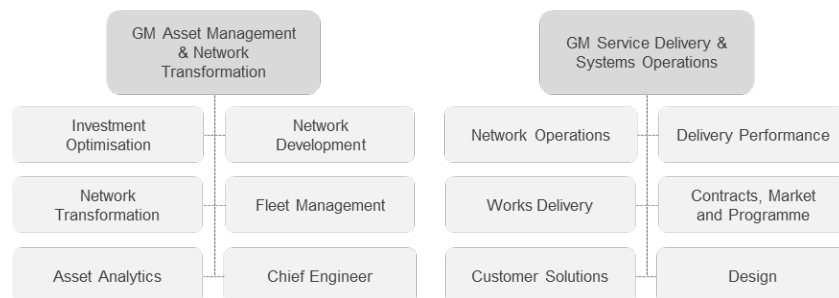 GM Asset Management
& Network
Transformation
GM Service Delivery &
Systems Operations
Investment
Optimisation
Network
Development
Network Operations
Delivery Performance
Network
Transformation
Fleet Management
Works Delivery
Contracts, Market
and Programme
Asset Analytics
Chief Engineer
Customer Solutions
Design